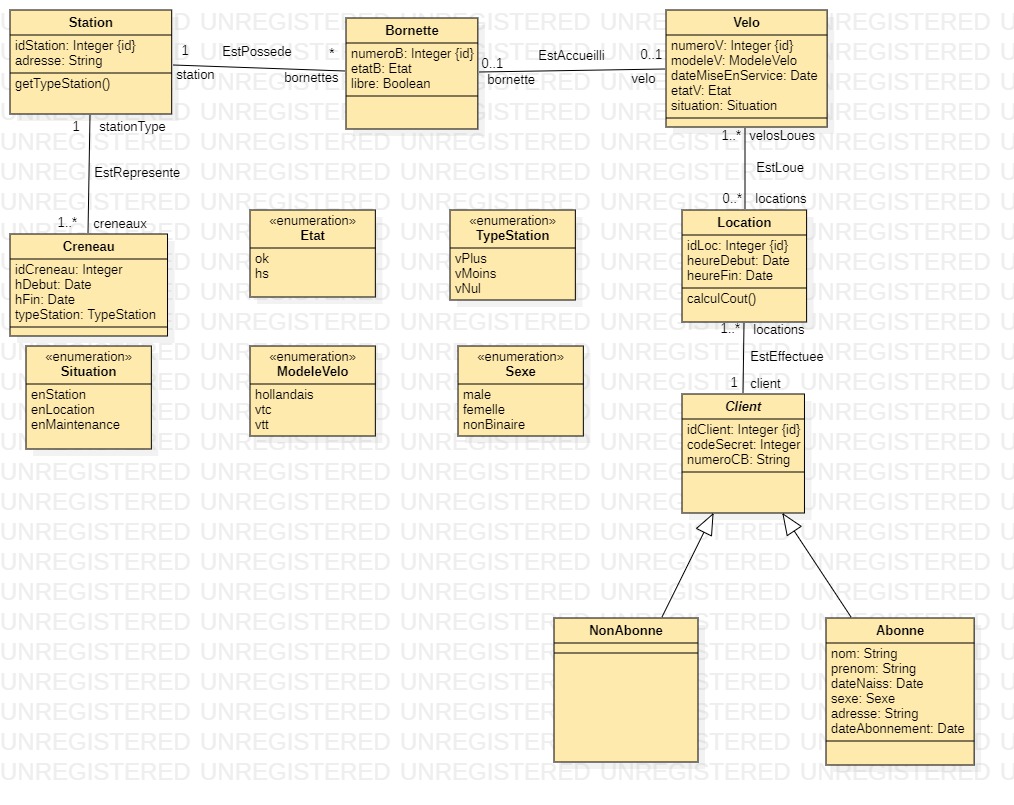 Station
idStation: Integer {id}
adresse: String
getTypeStation()
1
EstPossede
*
station
bornettes
Bornette
numeroB: Integer {id}
etatB: Etat
libre: Boolean
0..1
EstAccueilli
0..1
bornette
velo
Velo
numeroV: Integer {id}
modeleV: ModeleVelo
dateMiseEnService: Date
etatV: Etat
situation: Situation
1
stationType
EstRepresente
1..*
creneaux
1..*
velosLoues
EstLoue
0..*
locations
Creneau
idCreneau: Integer
hDebut: Date
hFin: Date
typeStation: TypeStation
«enumeration»
Etat
ok
hs
«enumeration»
TypeStation
vPlus
vMoins
vNul
Location
idLoc: Integer {id}
heureDebut: Date
heureFin: Date
calculCout()
«enumeration»
Situation
enStation
enLocation
enMaintenance
«enumeration»
ModeleVelo
hollandais
vtc
vtt
«enumeration»
Sexe
male
femelle
nonBinaire
1..*
locations
EstEffectuee
1
client
Client
idClient: Integer {id}
codeSecret: Integer
numeroCB: String
NonAbonne
Abonne
nom: String
prenom: String
dateNaiss: Date
sexe: Sexe
adresse: String
dateAbonnement: Date
UNREGISTERED